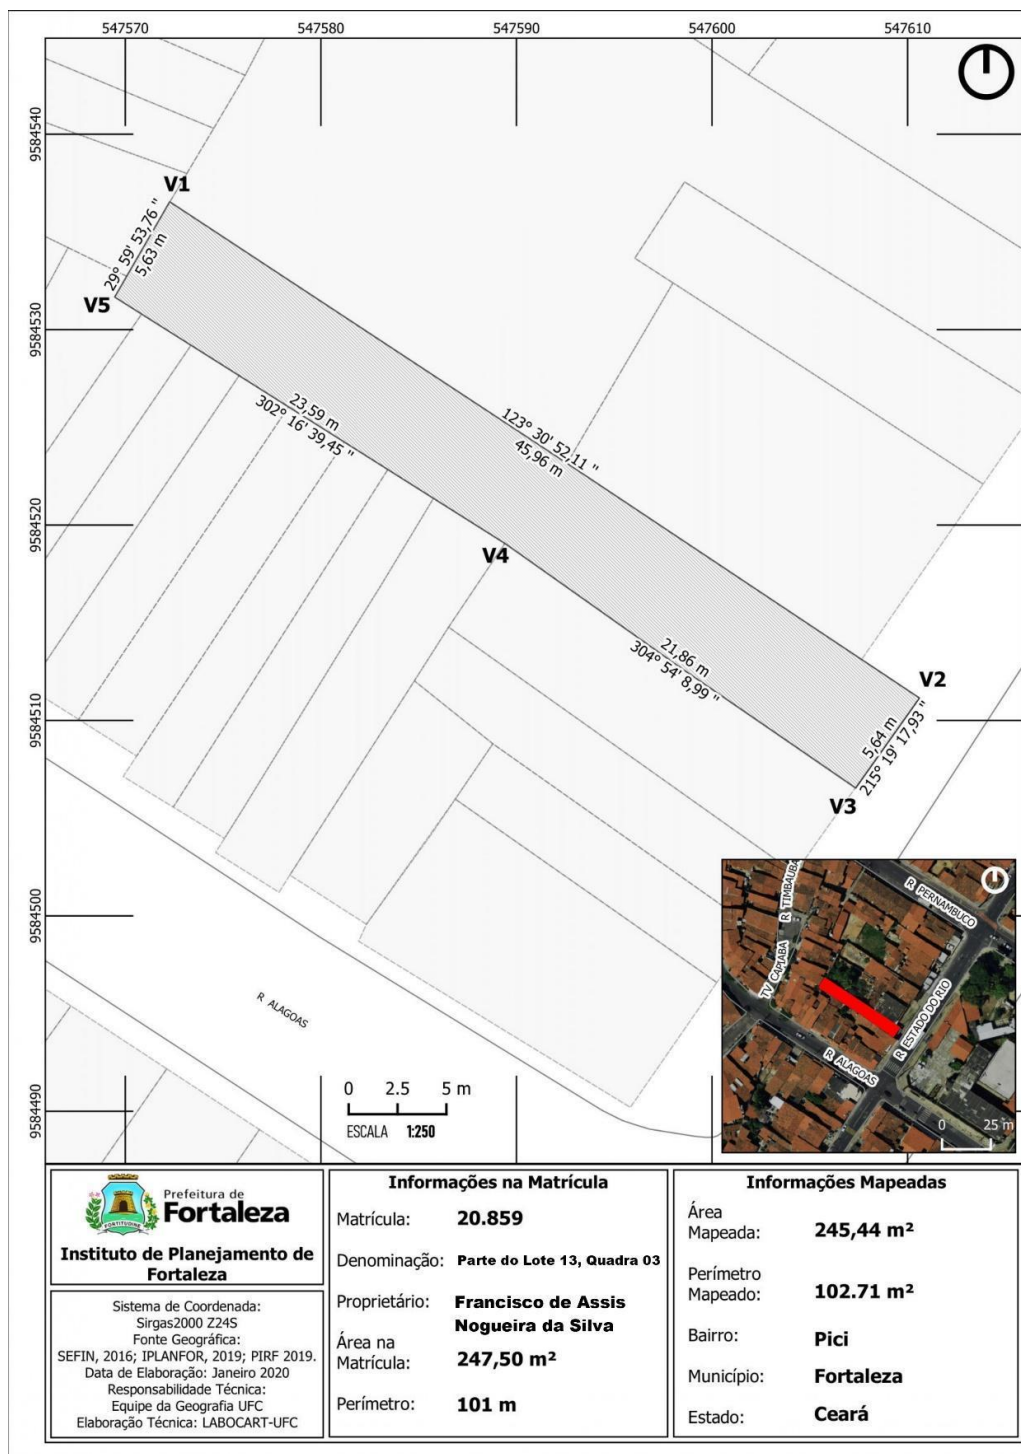 547570
547580
547590
547600
547610
9584540
9584530
9584520
9584510
9584500
9584490
V1
29° 59' 53,76 "
5,63 m
V5
23,59 m
302° 16' 39,45 "
123° 30' 52,11 "
45,96 m
V4
21,86 m
304° 54' 8,99 "
V2
5,64 m
215° 19' 17,93 "
V3
R ALAGOAS
0 2.5 5 m
ESCALA 1:250
R PERNAMBUCO
R TIMBAUBA
TV CAPIABA
R ESTADO DO RIO
R ALAGOAS
0 25 m
Prefeitura de
Fortaleza
FORTITUDINE
Instituto de Planejamento de
Fortaleza
Sistema de Coordenada:
Sirgas2000 Z24S
Fonte Geográfica:
SEFIN, 2016; IPLANFOR, 2019; PIRF 2019.
Data de Elaboração: Janeiro 2020
Responsabilidade Técnica:
Equipe da Geografia UFC
Elaboração Técnica: LABOCART-UFC
Informações na Matrícula
Matrícula: 20.859
Denominação: Parte do Lote 13, Quadra 03
Proprietário: Francisco de Assis
Nogueira da Silva
Área na
Matrícula: 247,50 m²
Perímetro: 101 m
Informações Mapeadas
Área
Mapeada: 245,44 m²
Perímetro
Mapeado: 102.71 m²
Bairro: Pici
Município: Fortaleza
Estado: Ceará